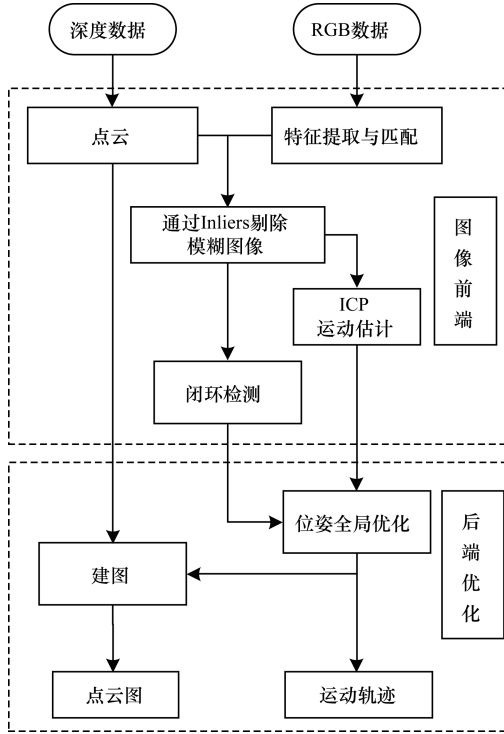 深度数据
RGB数据
点云
特征提取与匹配
通过Inliers剔除
模糊图像
图
像
前
端
ICP
运动估计
闭环检测
位姿全局优化
后
端
优
化
建图
点云图
运动轨迹